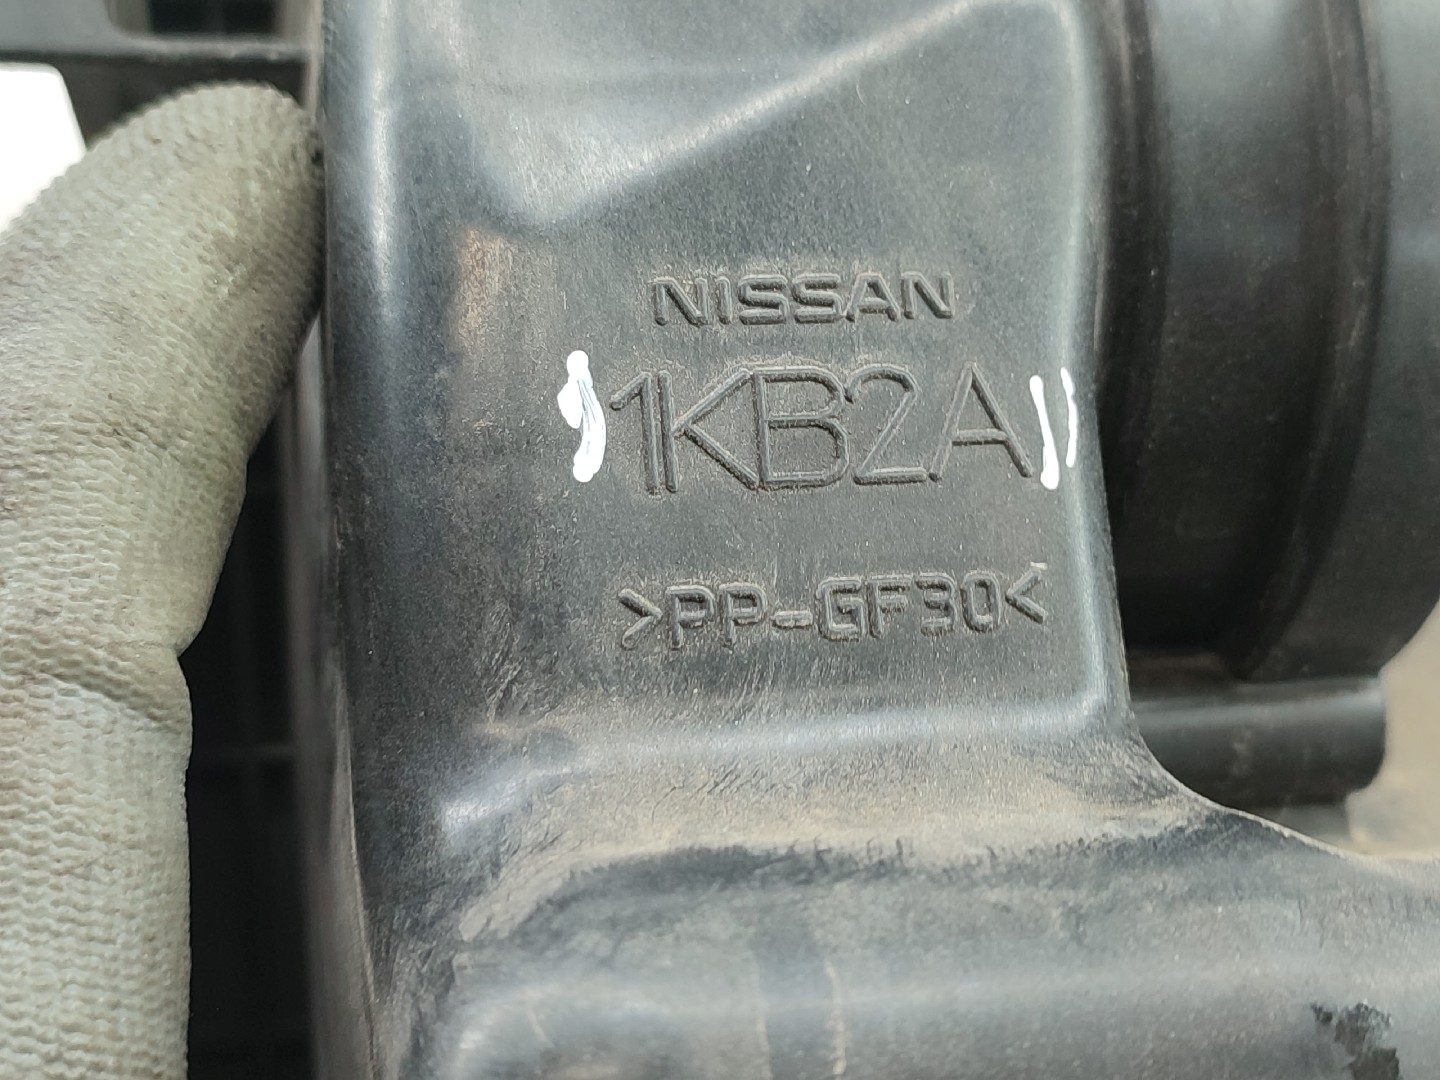 NISSAN
1KB2A
>PP-GF30<